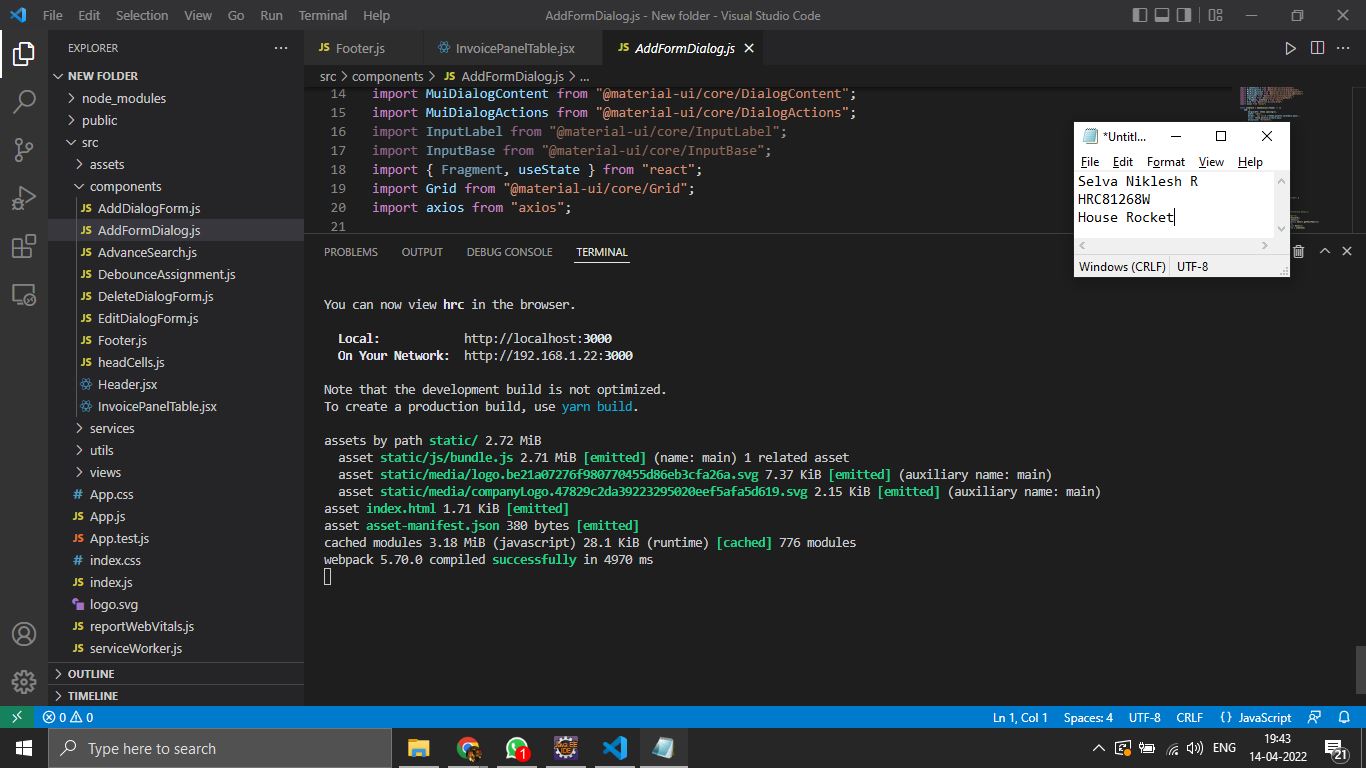 File Edit Selection View Go Run Terminal Help
AddFormDialog.js - New folder - Visual Studio Code
EXPLORER
NEW FOLDER
node_modules
public
src
assets
components
AddDialogForm.js
AddFormDialog.js
AdvanceSearch.js
DebounceAssignment.js
DeleteDialogForm.js
EditDialogForm.js
Footer.js
headCells.js
Header.jsx
InvoicePanelTable.jsx
services
utils
views
App.css
App.js
App.test.js
index.css
index.js
logo.svg
reportWebVitals.js
serviceWorker.js
OUTLINE
TIMELINE
JS Footer.js InvoicePanelTable.jsx JS AddFormDialog.js
src > components > JS AddFormDialog.js > ...
14 import MuiDialogContent from "@material-ui/core/DialogContent";
15 import MuiDialogActions from "@material-ui/core/DialogActions";
16 import InputLabel from "@material-ui/core/InputLabel";
17 import InputBase from "@material-ui/core/InputBase";
18 import { Fragment, useState } from "react";
19 import Grid from "@material-ui/core/Grid";
20 import axios from "axios";
21
*Untitl...
File Edit Format View Help
Selva Niklesh R
HRC81268W
House Rocket
Windows (CRLF) UTF-8
PROBLEMS OUTPUT DEBUG CONSOLE TERMINAL
You can now view hrc in the browser.
Local: http://localhost:3000
On Your Network: http://192.168.1.22:3000
Note that the development build is not optimized.
To create a production build, use yarn build.
assets by path static/ 2.72 MiB
asset static/js/bundle.js 2.71 MiB [emitted] (name: main) 1 related asset
asset static/media/logo.be21a07276f980770455d86eb3cfa26a.svg 7.37 KiB [emitted] (auxiliary name: main)
asset static/media/companyLogo.47829c2da39223295020eef5afa5d619.svg 2.15 KiB [emitted] (auxiliary name: main)
asset index.html 1.71 KiB [emitted]
asset asset-manifest.json 380 bytes [emitted]
cached modules 3.18 MiB (javascript) 28.1 KiB (runtime) [cached] 776 modules
webpack 5.70.0 compiled successfully in 4970 ms
0 0
Ln 1, Col 1 Spaces: 4 UTF-8 CRLF {} JavaScript
Type here to search
1
ENG
19:43
14-04-2022
21